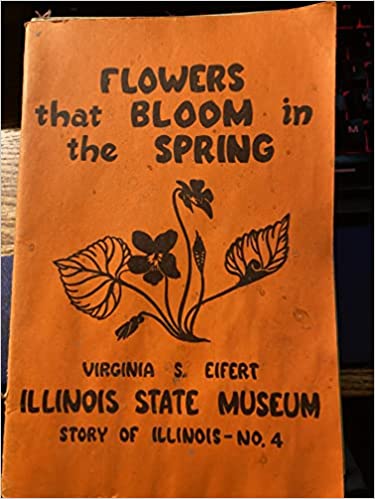 FLOWERS
that BLOOM in
the SPRING
VIRGINIA S. EIFERT
ILLINOIS STATE MUSEUM
STORY OF ILLINOIS-NO. 4